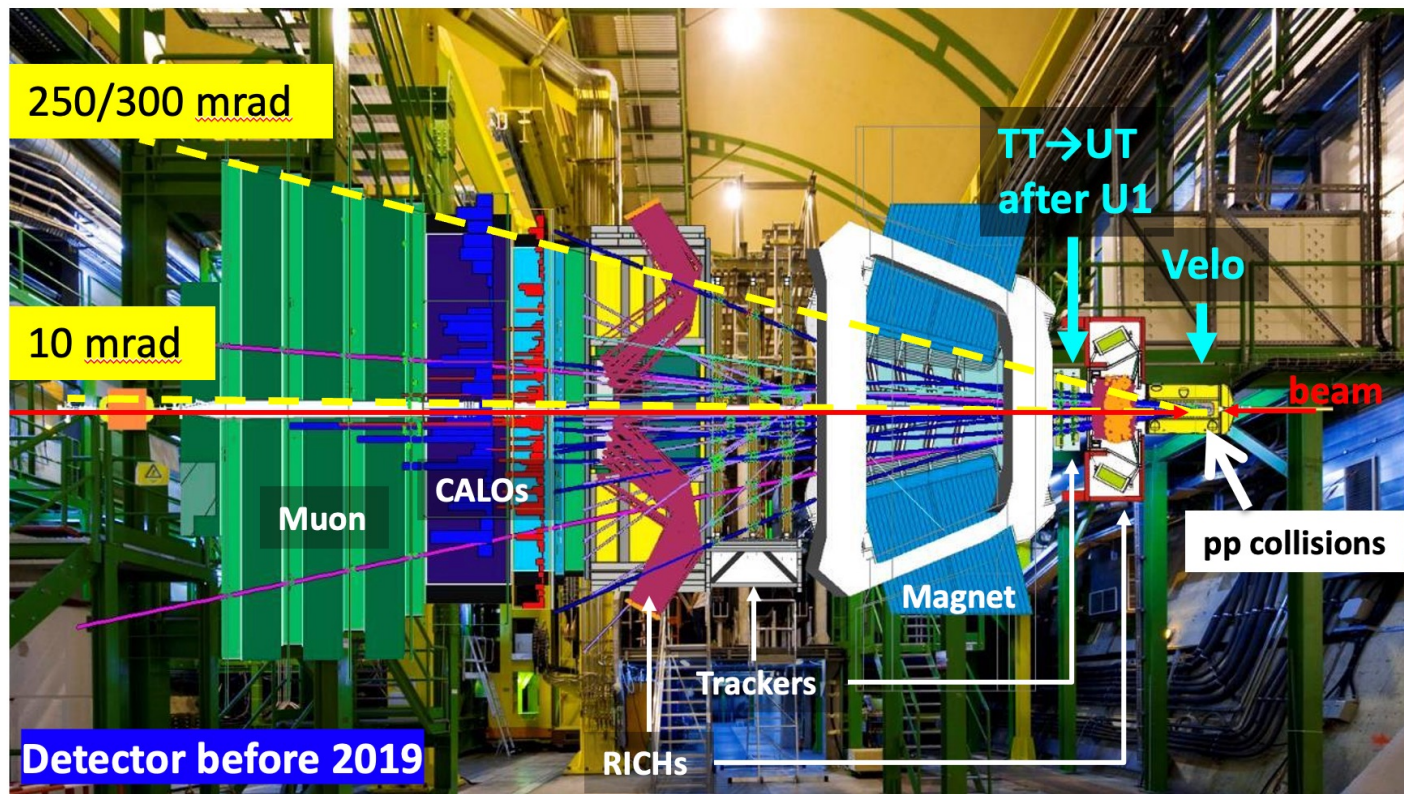 250/300 mrad
TT→UT
after U1
Velo
10 mrad
beam
CALOs
Muon
pp collisions
Magnet
Trackers
Detector before 2019
RICHs